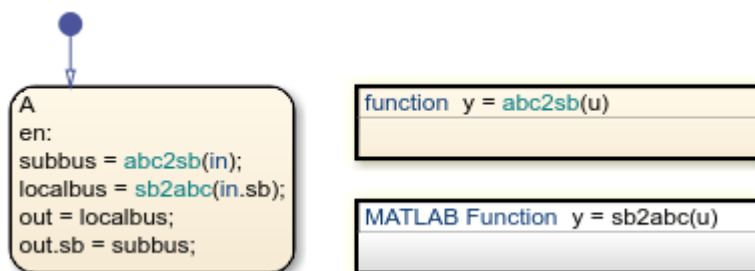 A
en:
subbus = abc2sb(in);
localbus = sb2abc(in.sb);
out = localbus;
out.sb = subbus;
function y = abc2sb(u)
MATLAB Function y = sb2abc(u)